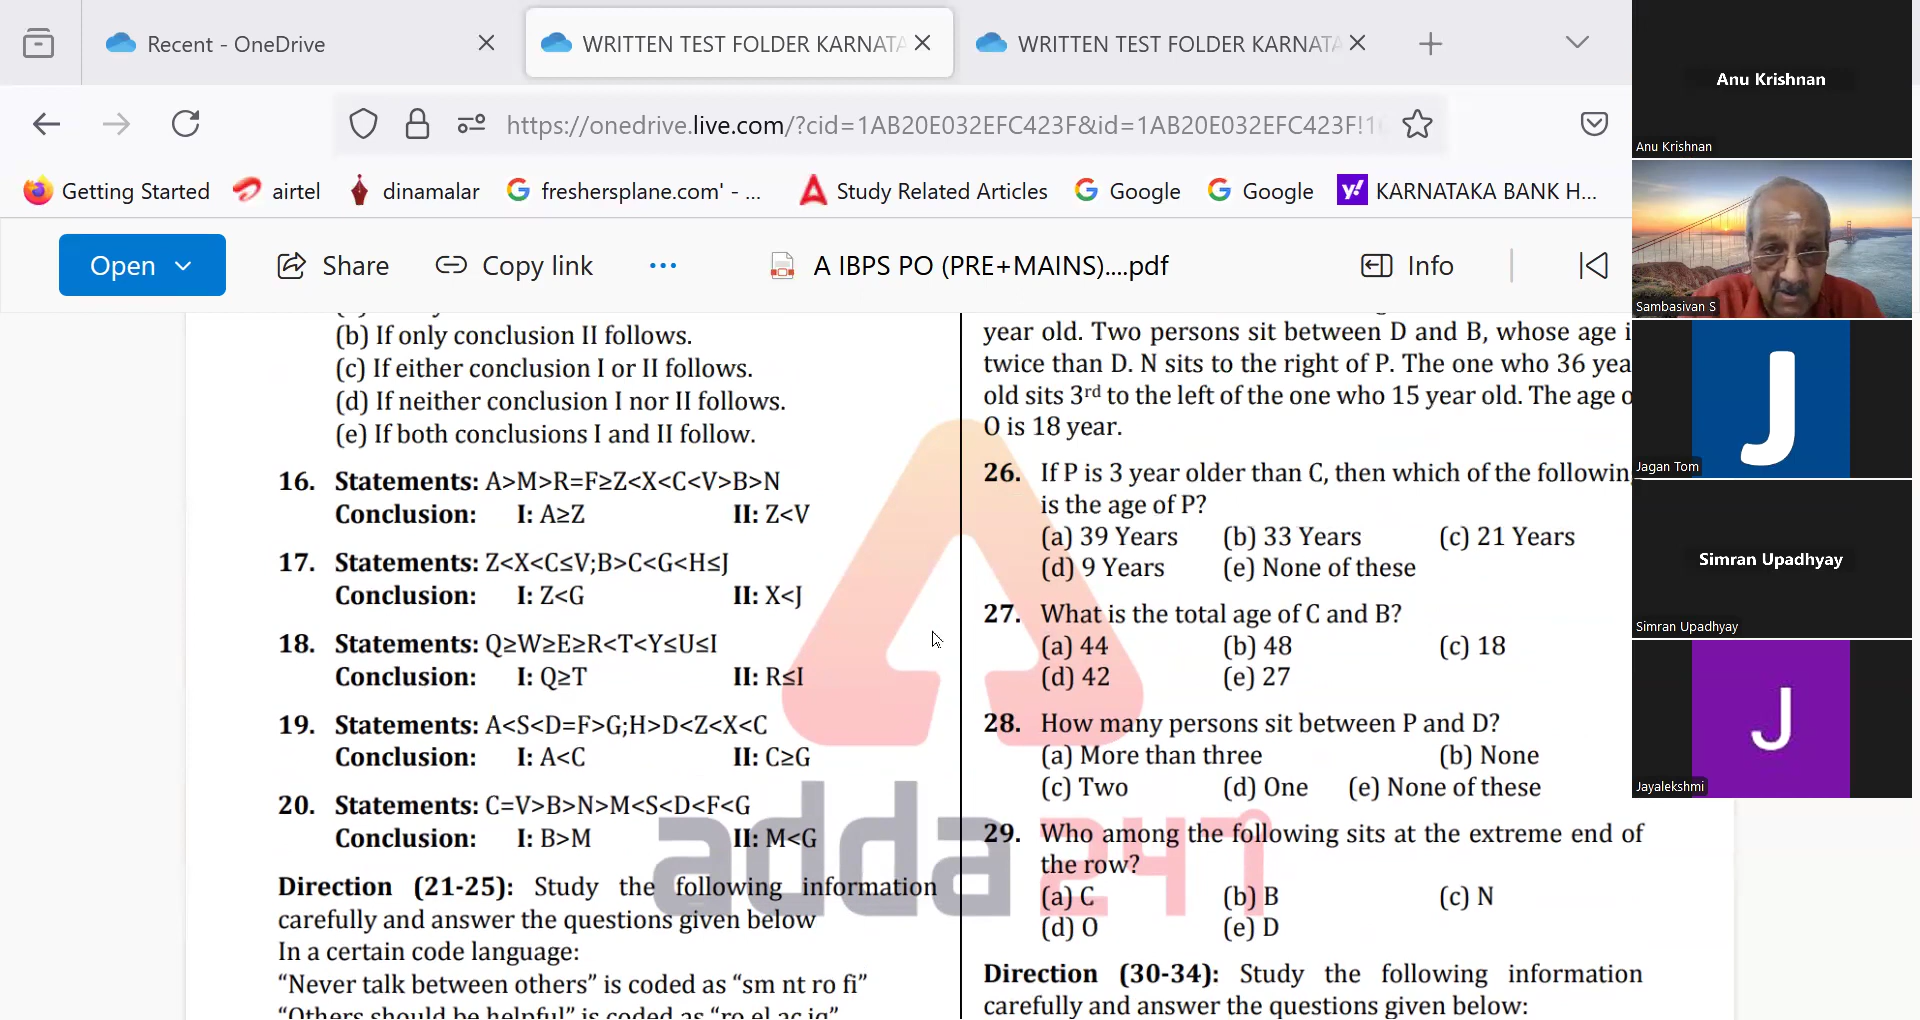 Recent - OneDrive
WRITTEN TEST FOLDER KARNATA
WRITTEN TEST FOLDER KARNATA
https://onedrive.live.com/?cid=1AB20E032EFC423F&id=1AB20E032EFC423F!1
Getting Started
airtel
dinamalar
freshersplane.com' - ...
Study Related Articles
Google
Google
KARNATAKA BANK H...
Open
Share
Copy link
...
A IBPS PO (PRE+MAINS)....pdf
Info
(b) If only conclusion II follows.
(c) If either conclusion I or II follows.
(d) If neither conclusion I nor II follows.
(e) If both conclusions I and II follow.
16. Statements: A>M>R=F≥Z<X<C<V>B>N
Conclusion: I: A≥Z II: Z<V
17. Statements: Z<X<C≤V;B>C<G<H≤J
Conclusion: I: Z<G II: X<J
18. Statements: Q≥W≥E≥R<T<Y≤U≤I
Conclusion: I: Q≥T II: R≤I
19. Statements: A<S<D=F>G;H>D<Z<X<C
Conclusion: I: A<C II: C≥G
20. Statements: C=V>B>N>M<S<D<F<G
Conclusion: I: B>M II: M<G
Direction (21-25): Study the following information
carefully and answer the questions given below
In a certain code language:
“Never talk between others” is coded as “sm nt ro fi”
“Others should be helpful” is coded as “ro el ac jq”
year old. Two persons sit between D and B, whose age i
twice than D. N sits to the right of P. The one who 36 yea
old sits 3rd to the left of the one who 15 year old. The age o
O is 18 year.
26. If P is 3 year older than C, then which of the followin
is the age of P?
(a) 39 Years (b) 33 Years (c) 21 Years
(d) 9 Years (e) None of these
27. What is the total age of C and B?
(a) 44 (b) 48 (c) 18
(d) 42 (e) 27
28. How many persons sit between P and D?
(a) More than three (b) None
(c) Two (d) One (e) None of these
29. Who among the following sits at the extreme end of
the row?
(a) C (b) B (c) N
(d) O (e) D
Direction (30-34): Study the following information
carefully and answer the questions given below:
adda 247
Anu Krishnan
Anu Krishnan
Sambasivan S
J
Jagan Tom
Simran Upadhyay
Simran Upadhyay
J
Jayalekshmi